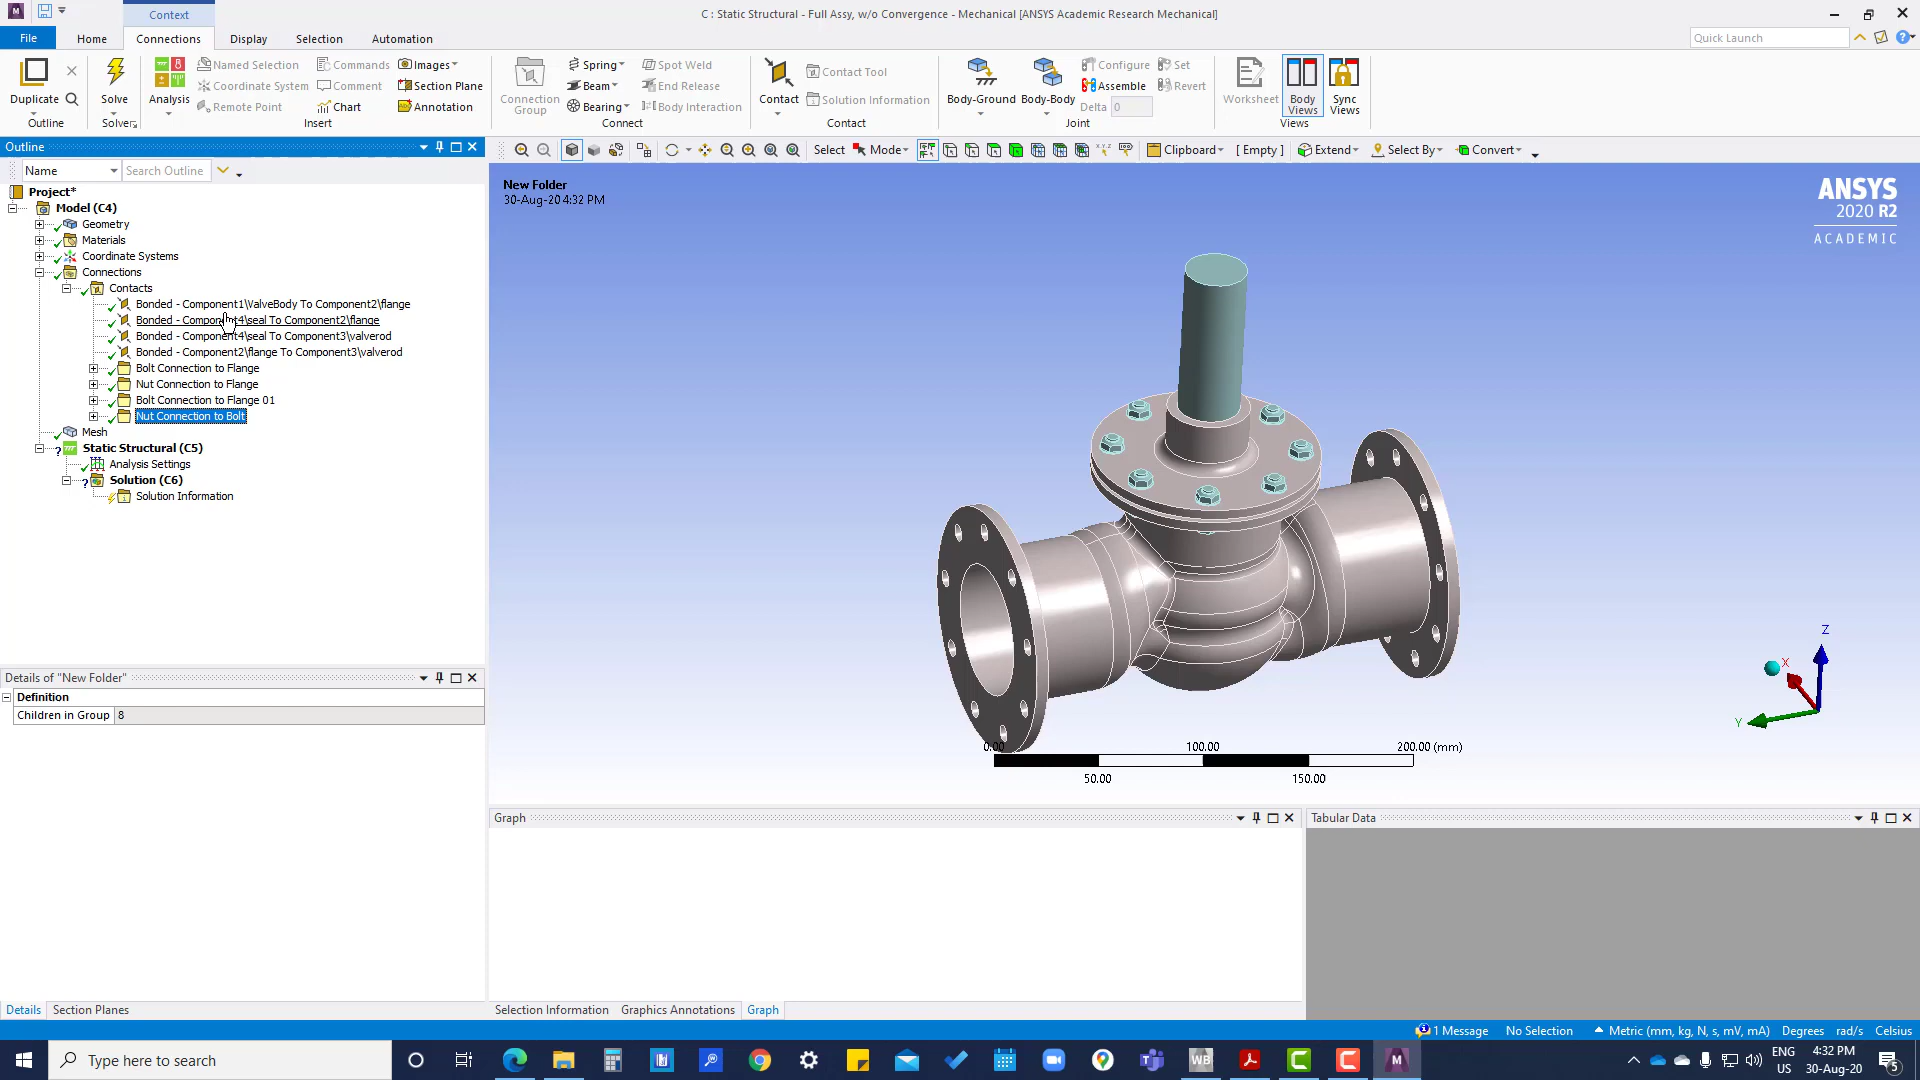 Context
C : Static Structural - Full Assy, w/o Convergence - Mechanical [ANSYS Academic Research Mechanical]
File
Home
Connections
Display
Selection
Automation
Quick Launch
Duplicate
Outline
Solve
Solver
Analysis
Named Selection
Coordinate System
Remote Point
Commands
Comment
Chart
Images
Section Plane
Annotation
Insert
Connection
Group
Spring
Beam
Bearing
Spot Weld
End Release
Body Interaction
Connect
Contact
Contact Tool
Solution Information
Contact
Body-Ground
Body-Body
Configure
Set
Assemble
Revert
Delta 0
Joint
Worksheet
Body
Views
Sync
Views
Views
Outline
Name
Search Outline
Select
Mode
Clipboard
[ Empty ]
Extend
Select By
Convert
Project*
Model (C4)
Geometry
Materials
Coordinate Systems
Connections
Contacts
Bonded - Component1\ValveBody To Component2\flange
Bonded - Component4\seal To Component2\flange
Bonded - Component4\seal To Component3\valverod
Bonded - Component2\flange To Component3\valverod
Bolt Connection to Flange
Nut Connection to Flange
Bolt Connection to Flange 01
Nut Connection to Bolt
Mesh
Static Structural (C5)
Analysis Settings
Solution (C6)
Solution Information
New Folder
30-Aug-20 4:32 PM
ANSYS
2020 R2
ACADEMIC
Z
X
Y
0.00
100.00
200.00 (mm)
50.00
150.00
Details of "New Folder"
Definition
Children in Group 8
Graph
Tabular Data
Details
Section Planes
Selection Information
Graphics Annotations
Graph
1 Message
No Selection
Metric (mm, kg, N, s, mV, mA)
Degrees
rad/s
Celsius
Type here to search
WB
M
ENG
US
4:32 PM
30-Aug-20
5